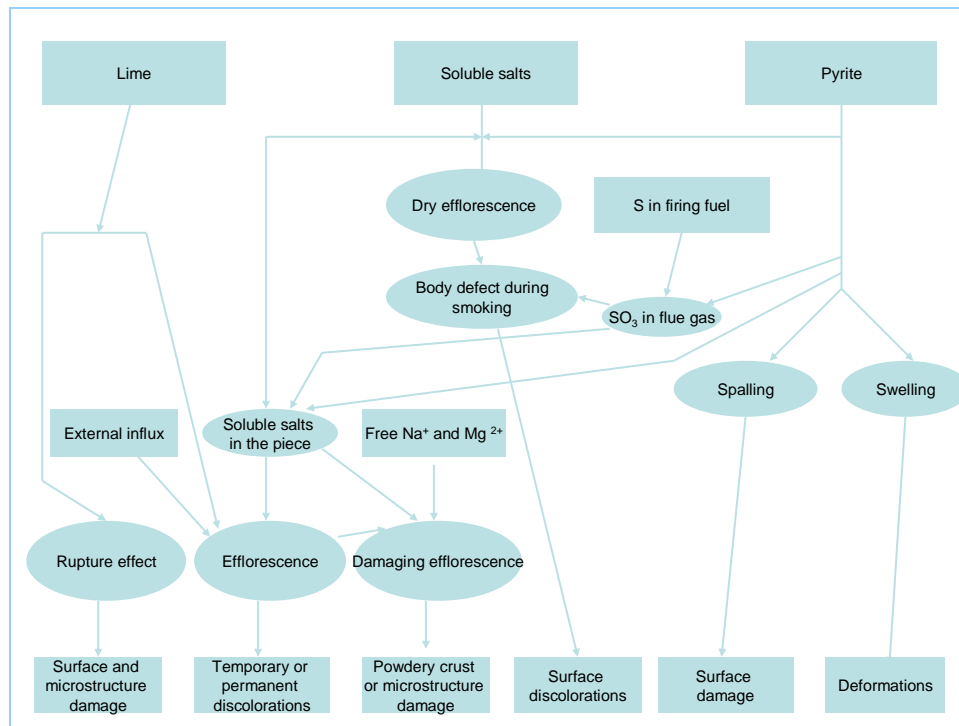 Lime
Soluble salts
Pyrite
Dry efflorescence
S in firing fuel
Body defect during
smoking
SO₃ in flue gas
Spalling
Swelling
External influx
Soluble salts
in the piece
Free Na⁺ and Mg ²⁺
Rupture effect
Efflorescence
Damaging efflorescence
Surface and
microstructure
damage
Temporary or
permanent
discolorations
Powdery crust
or microstructure
damage
Surface
discolorations
Surface
damage
Deformations